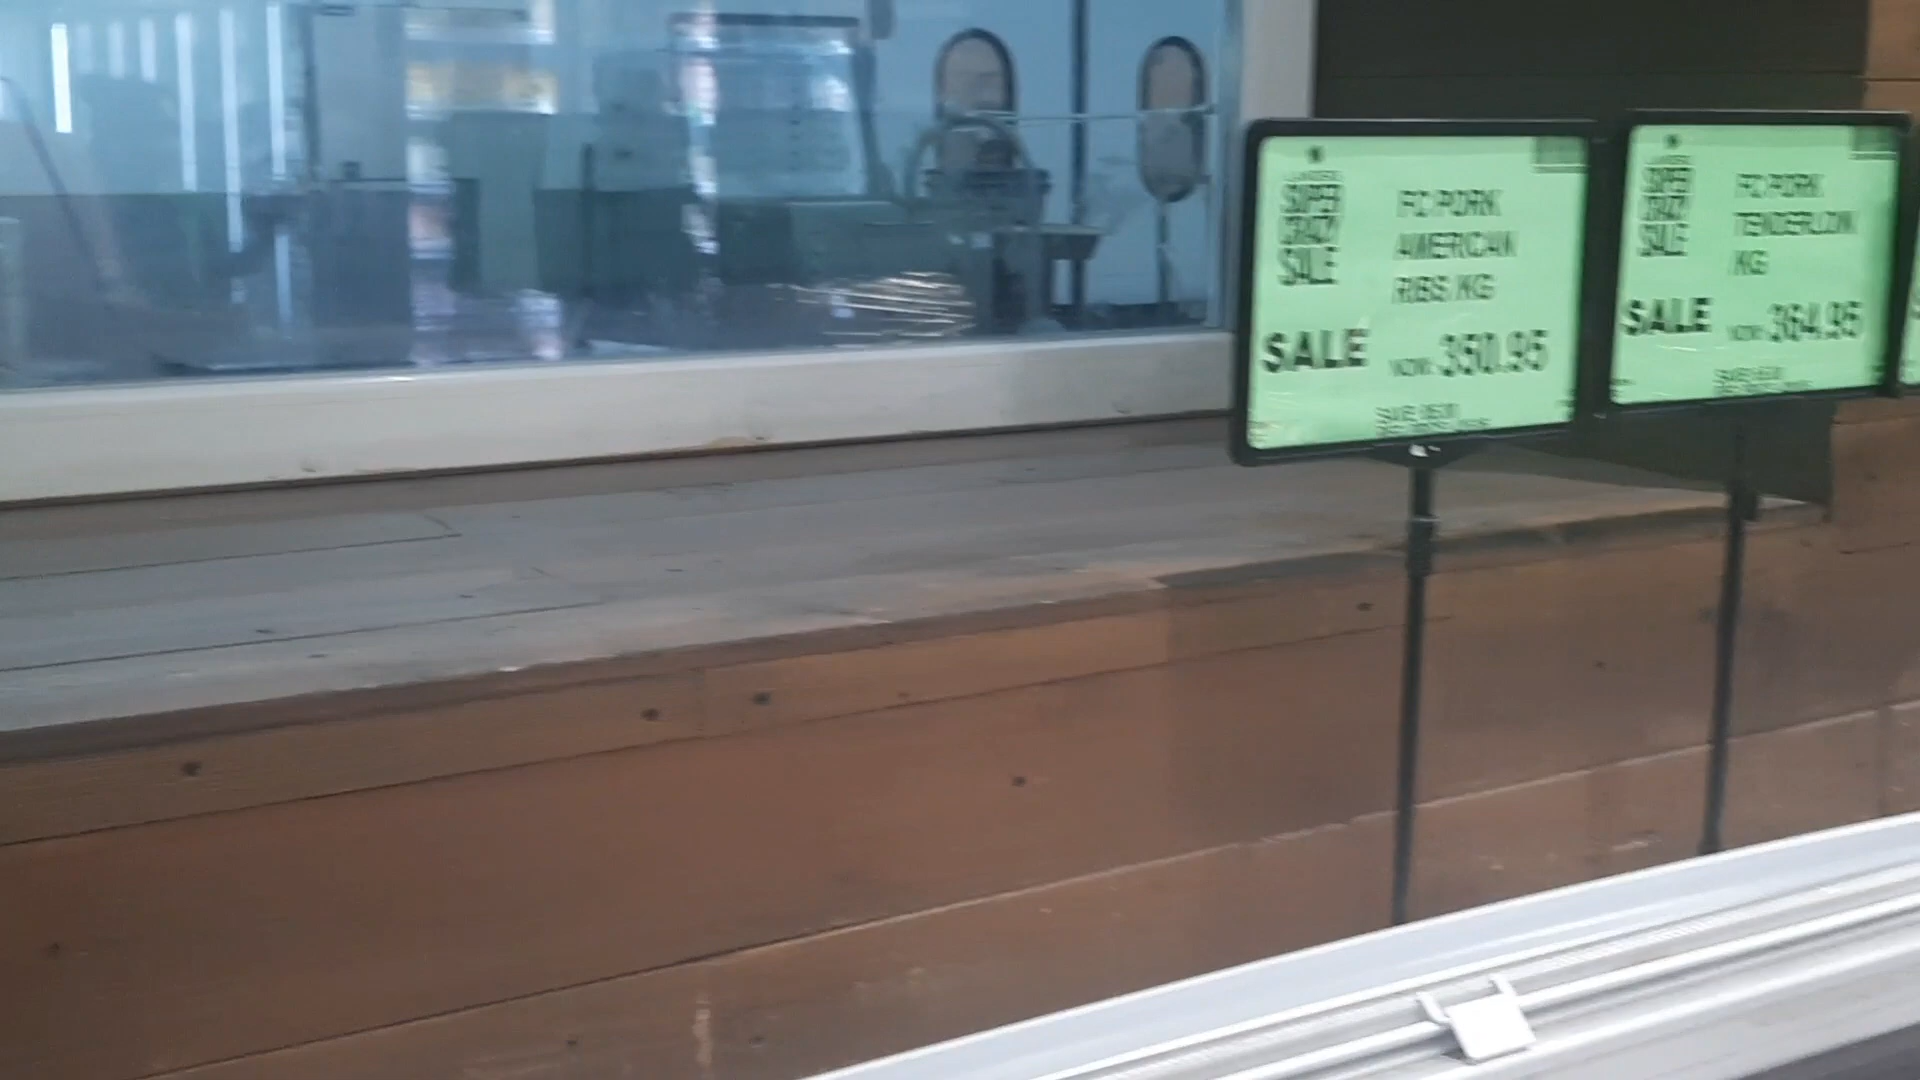 SUPER
CRAZY
SALE
FC PORK
AMERICAN
RIBS /KG
SALE NOW: 350.95
SUPER
CRAZY
SALE
FC PORK
TENDERLOIN
/KG
SALE NOW: 364.95